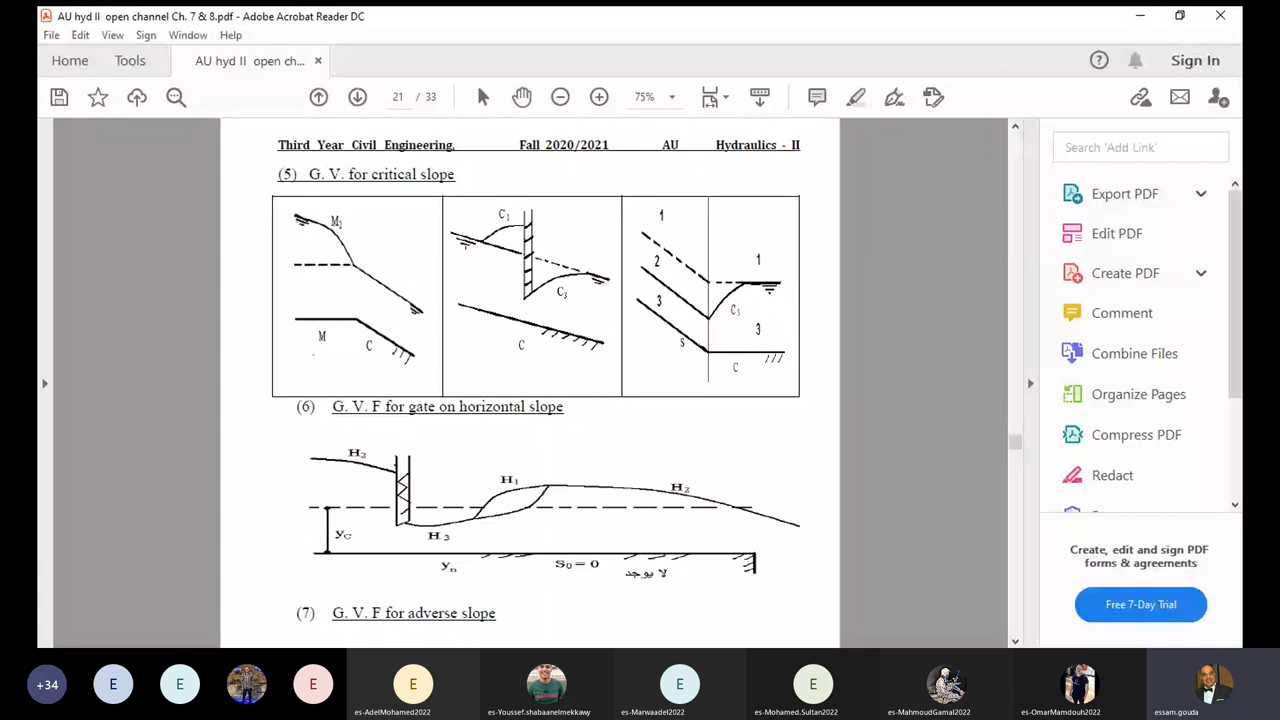 AU hyd II open channel Ch. 7 & 8.pdf - Adobe Acrobat Reader DC
File Edit View Sign Window Help
Home Tools AU hyd II open ch... × Sign In
21 / 33 75%
Third Year Civil Engineering, Fall 2020/2021 AU Hydraulics - II
(5) G. V. for critical slope
M2
M C
C1
C3
C
1
2
3
S
1
C3
3
C
(6) G. V. F for gate on horizontal slope
H2
H1
H2
yC
H3
yn
S0 = 0
لا يوجد
(7) G. V. F for adverse slope
Search 'Add Link'
Export PDF
Edit PDF
Create PDF
Comment
Combine Files
Organize Pages
Compress PDF
Redact
Create, edit and sign PDF
forms & agreements
Free 7-Day Trial
+34 E E E E E E
es-AdelMohamed2022 es-Youssef.shabaanelmekkawy es-Marwaadel2022 es-Mohamed.Sultan2022 es-MahmoudGamal2022 es-OmarMamdouh2022 essam.gouda